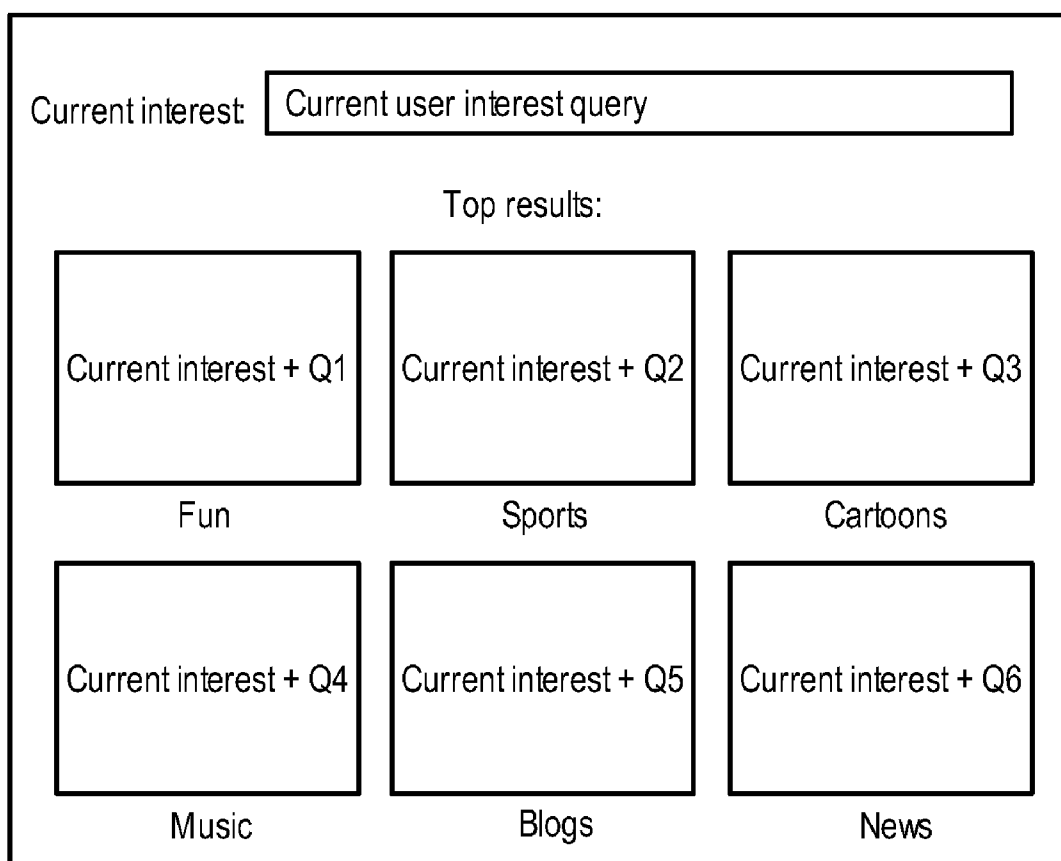 Current interest: Current user interest query
Top results:
Current interest + Q1 Current interest + Q2 Current interest + Q3
Fun Sports Cartoons
Current interest + Q4 Current interest + Q5 Current interest + Q6
Music Blogs News